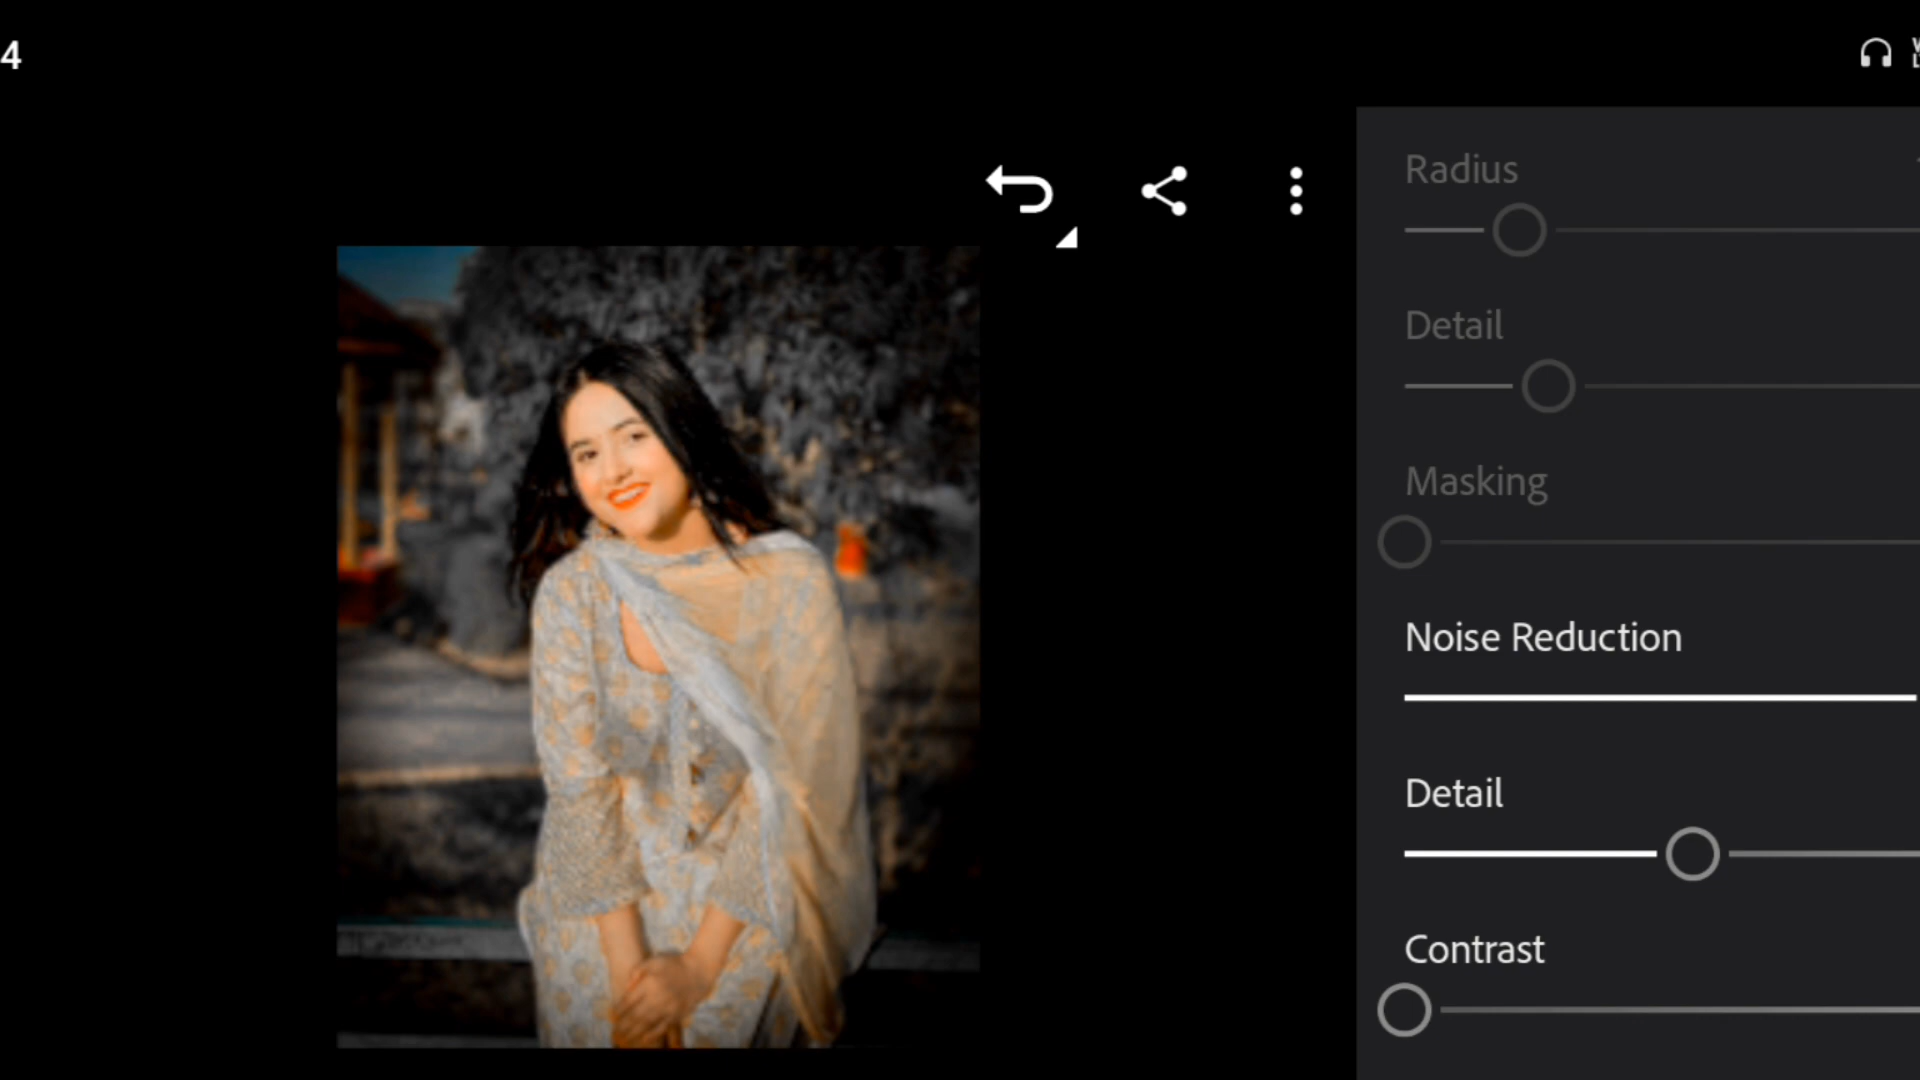 4
Radius
Detail
Masking
Noise Reduction
Detail
Contrast